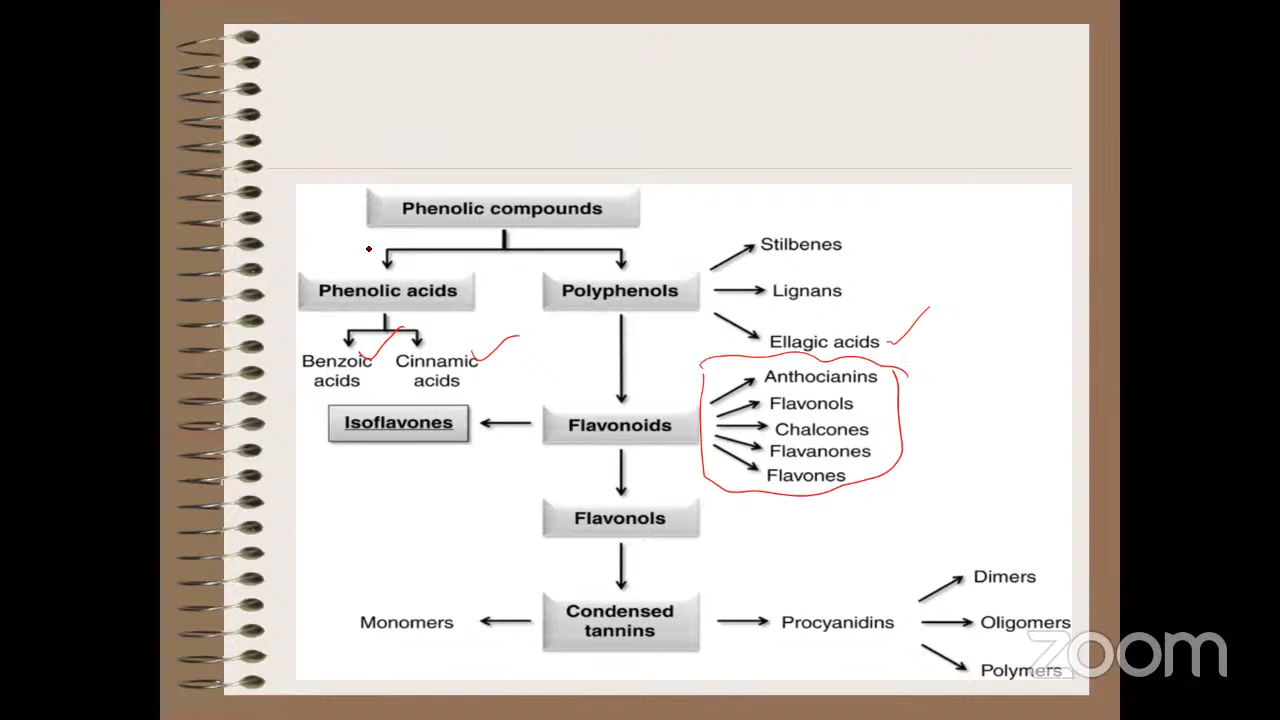 Phenolic compounds
Stilbenes
Phenolic acids
Polyphenols
Lignans
Ellagic acids
Benzoic
acids
Cinnamic
acids
Anthocianins
Isoflavones
Flavonoids
Flavonols
Chalcones
Flavanones
Flavones
Flavonols
Dimers
Monomers
Condensed
tannins
Procyanidins
Oligomers
Polymers
zoom